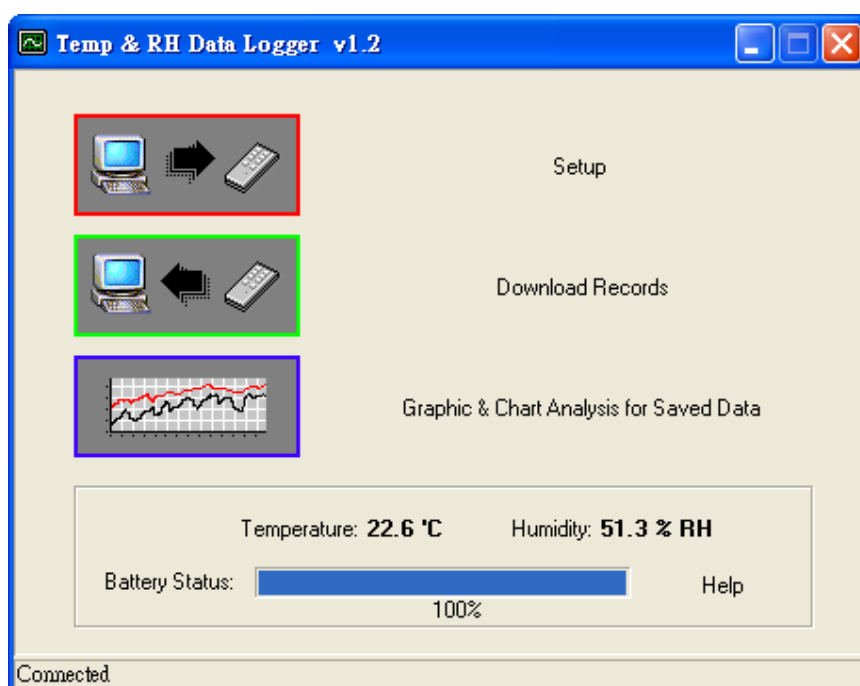 Temp & RH Data Logger v1.2
Setup
Download Records
Graphic & Chart Analysis for Saved Data
Temperature: 22.6 'C Humidity: 51.3 % RH
Battery Status: Help
100%
Connected